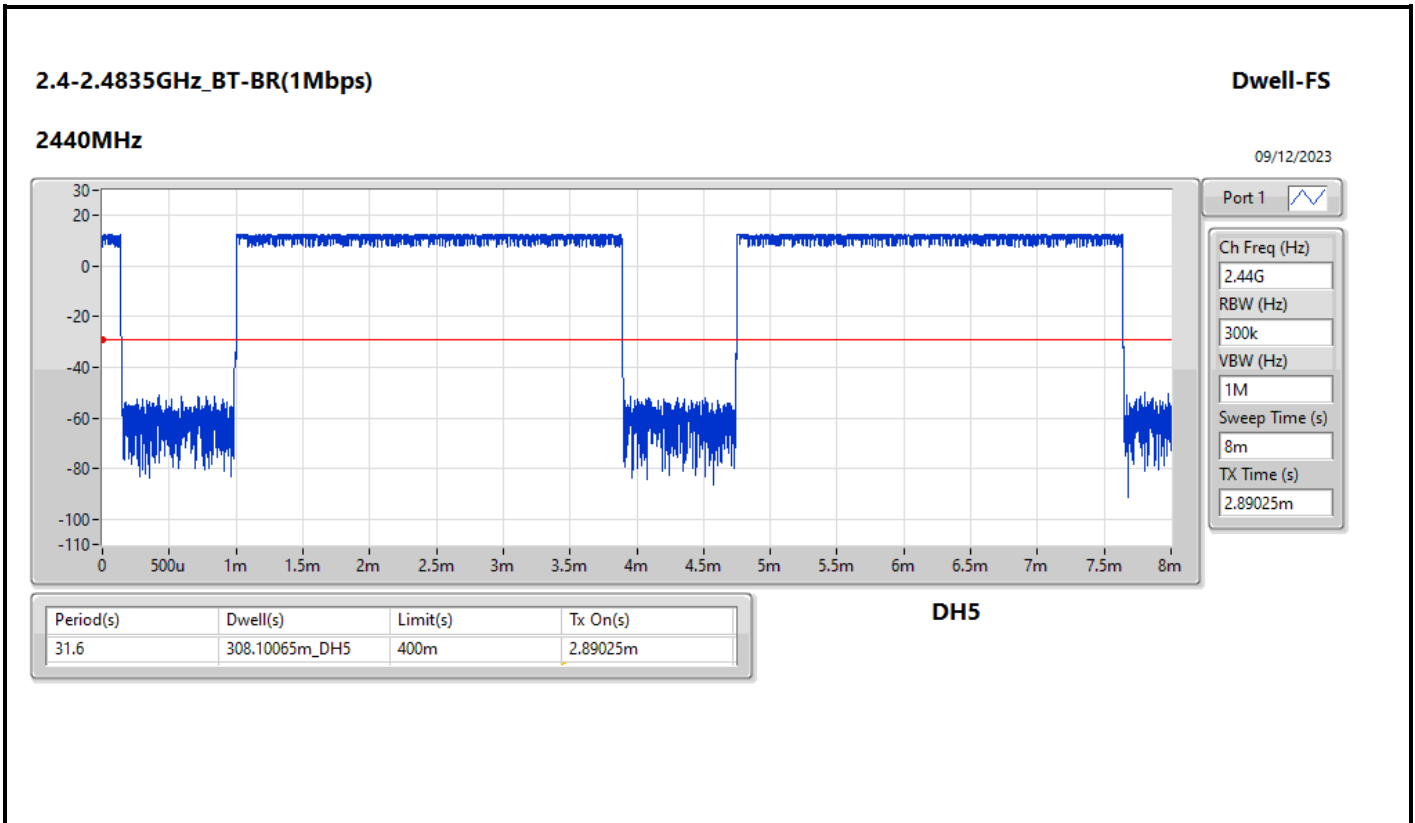 2.4-2.4835GHz_BT-BR(1Mbps) Dwell-FS
2440MHz
09/12/2023
Port 1
Ch Freq (Hz)
2.44G
RBW (Hz)
300k
VBW (Hz)
1M
Sweep Time (s)
8m
TX Time (s)
2.89025m
30
20
0
-20
-40
-60
-80
-100
-110
0 500u 1m 1.5m 2m 2.5m 3m 3.5m 4m 4.5m 5m 5.5m 6m 6.5m 7m 7.5m 8m
Period(s) Dwell(s) Limit(s) Tx On(s)
31.6 308.10065m_DH5 400m 2.89025m
DH5